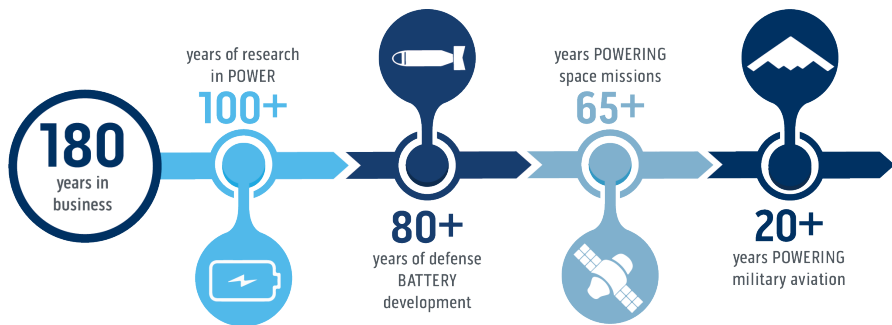 180
years in
business
years of research
in POWER
100+
80+
years of defense
BATTERY
development
years POWERING
space missions
65+
20+
years POWERING
military aviation